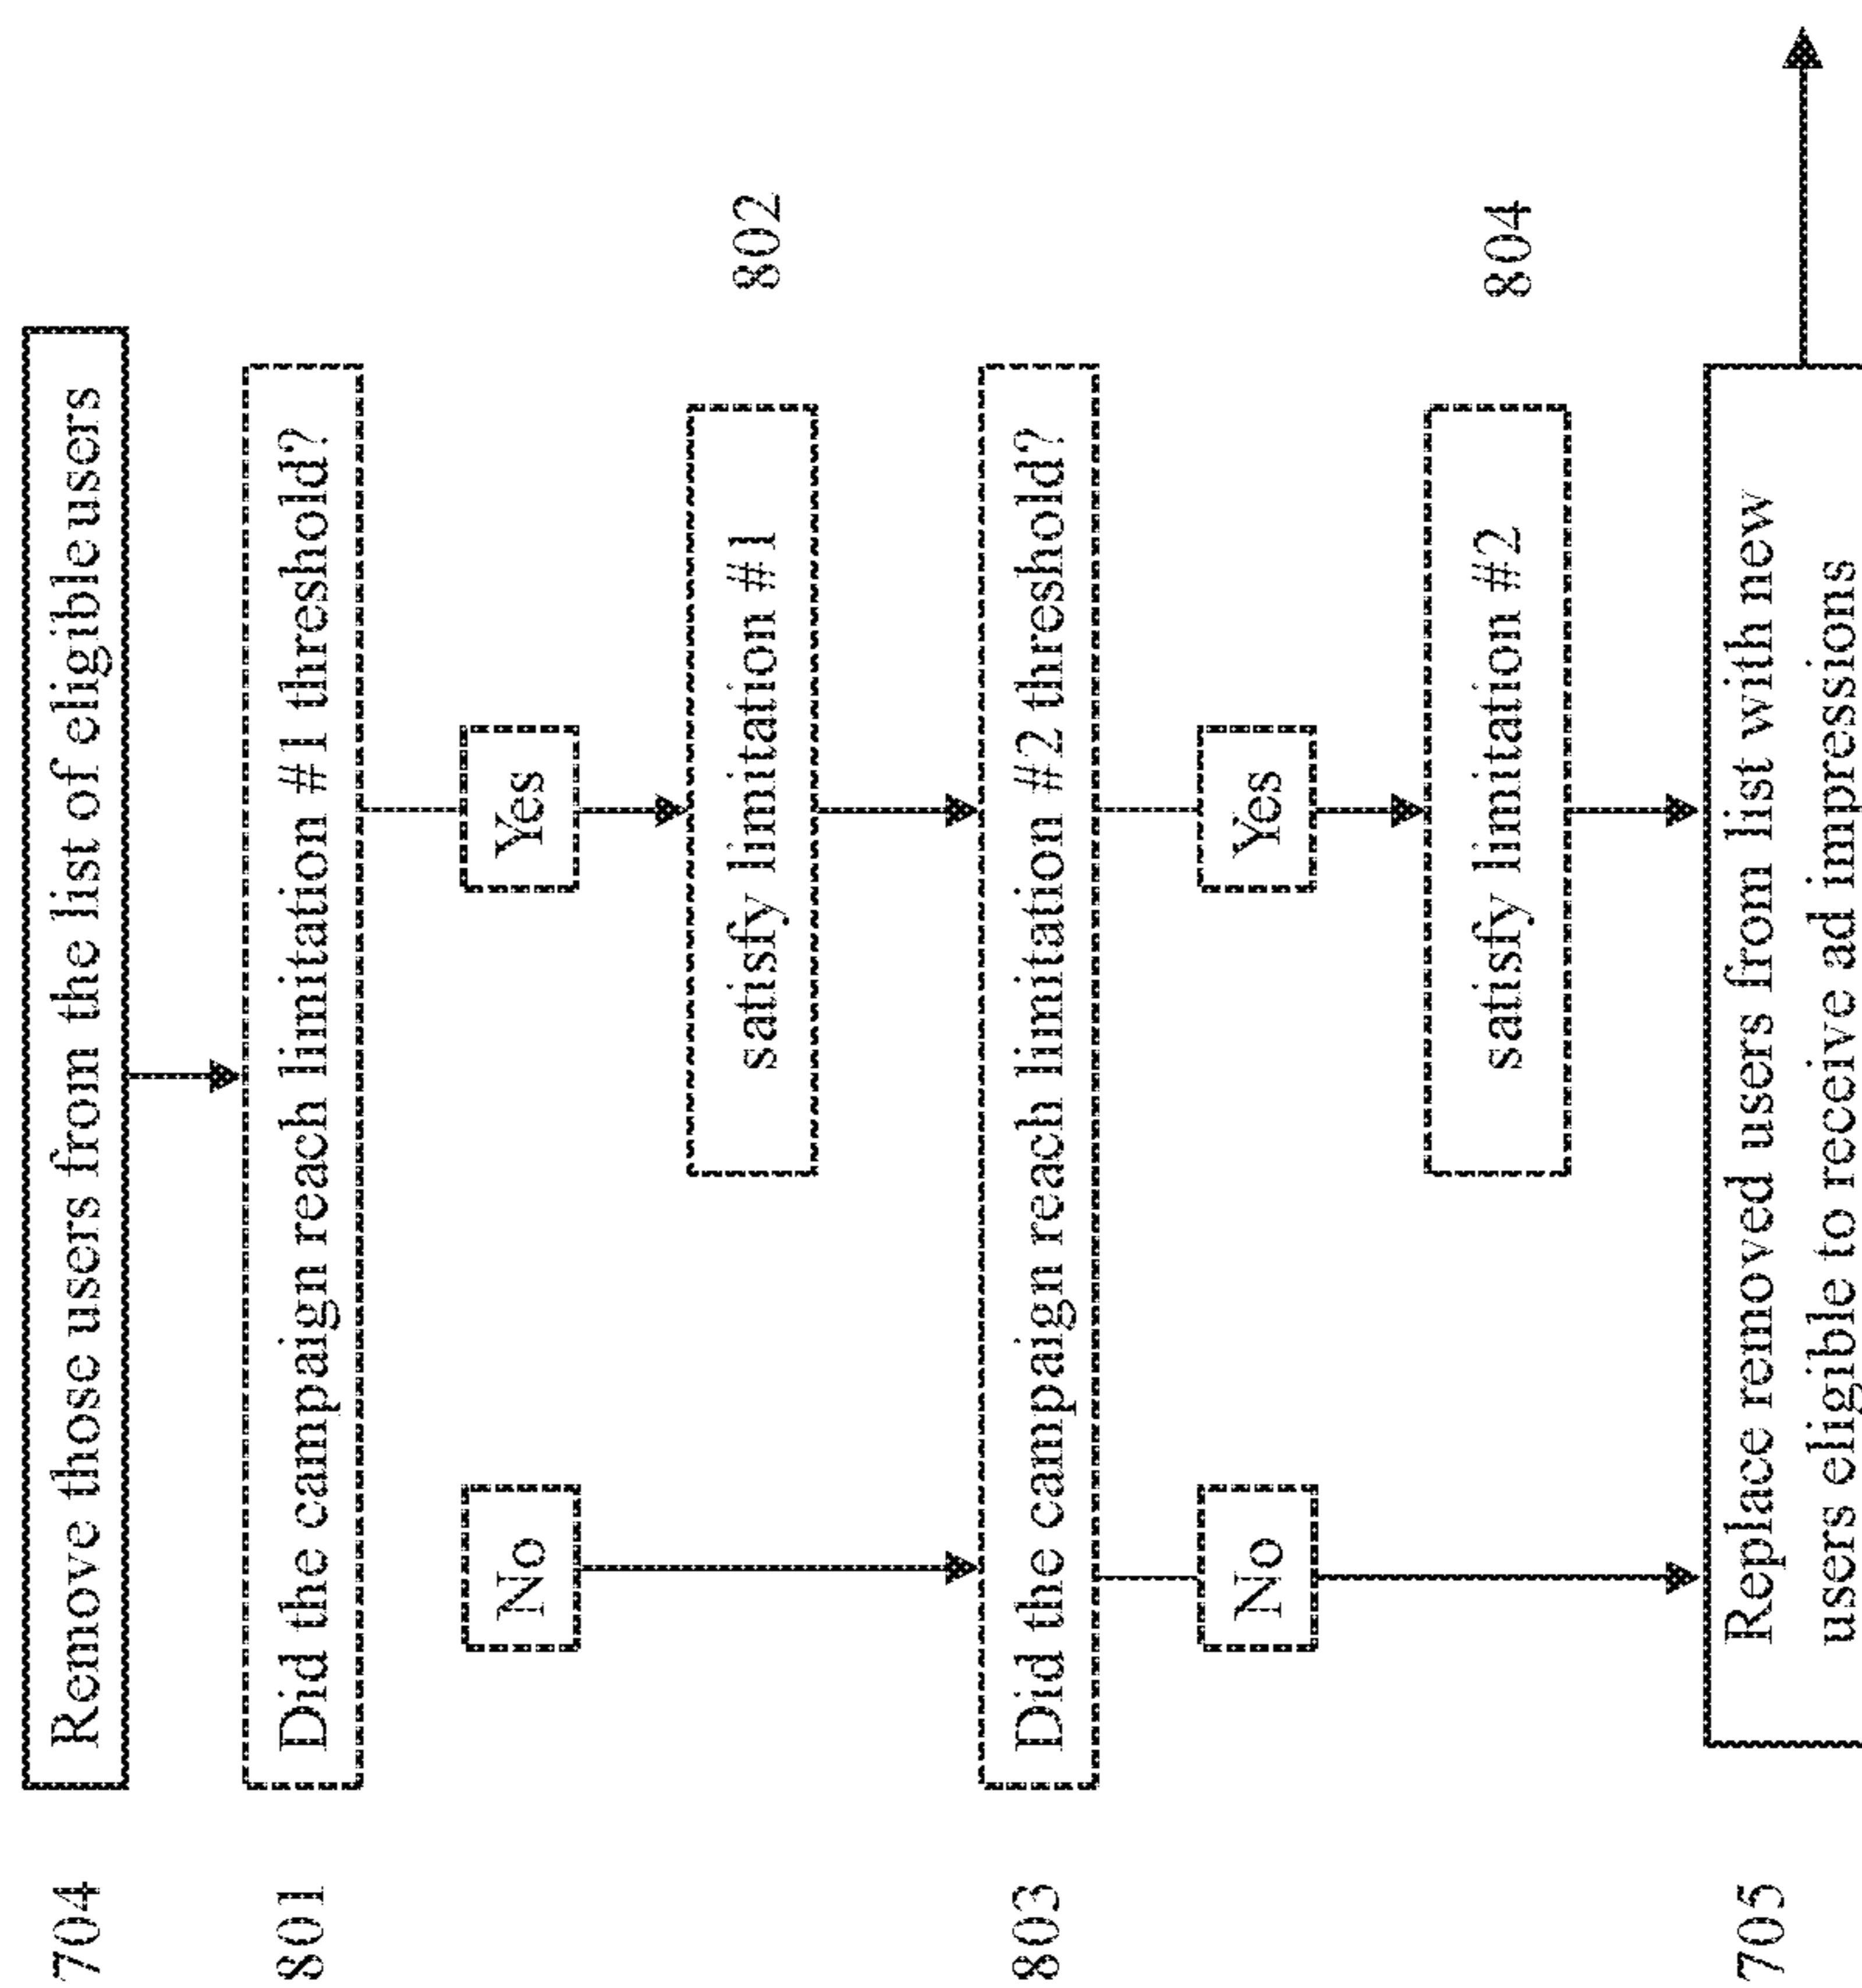 704
Remove those users from the list of eligible users
801
Did the campaign reach limitation #1 threshold?
No
Yes
satisfy limitation #1
802
803
Did the campaign reach limitation #2 threshold?
No
Yes
satisfy limitation #2
804
705
Replace removed users from list with new
users eligible to receive ad impressions